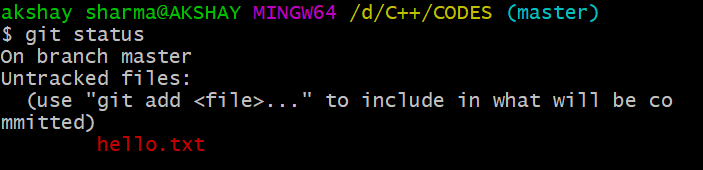 akshay sharma@AKSHAY MINGW64 /d/C++/CODES (master)
$ git status
On branch master
Untracked files:
  (use "git add <file>..." to include in what will be co
mmitted)
        hello.txt